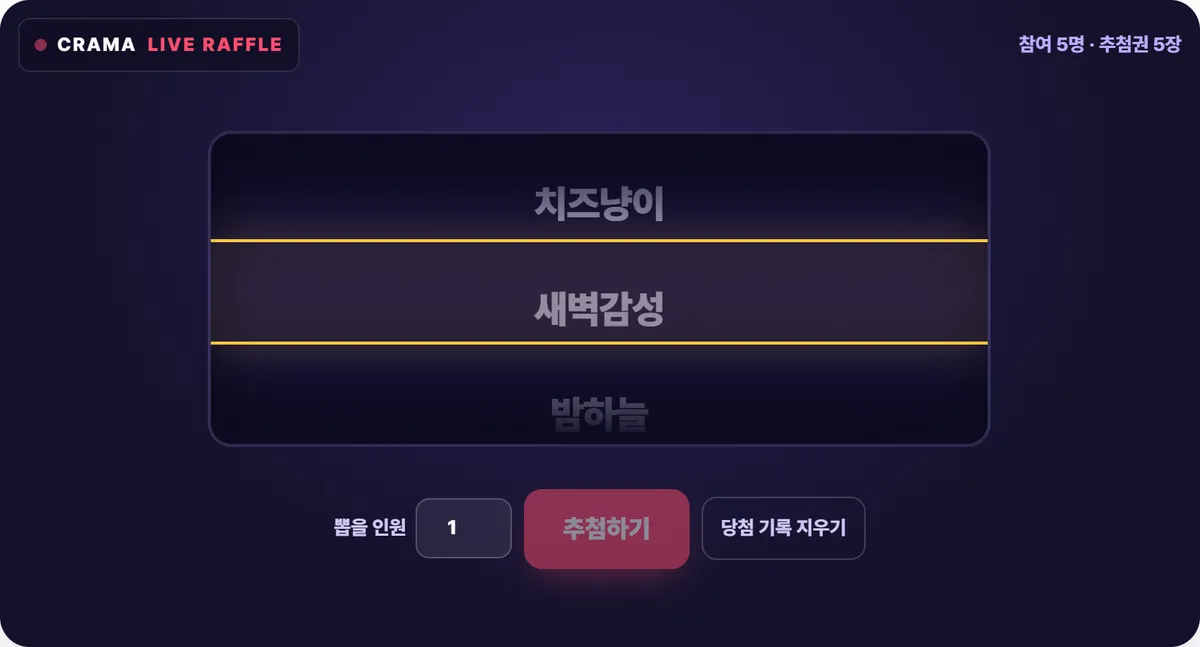 CRAMA LIVE RAFFLE
참여 5명 · 추첨권 5장
치즈냥이
새벽감성
밤하늘
뽑을 인원 1 추첨하기 당첨 기록 지우기